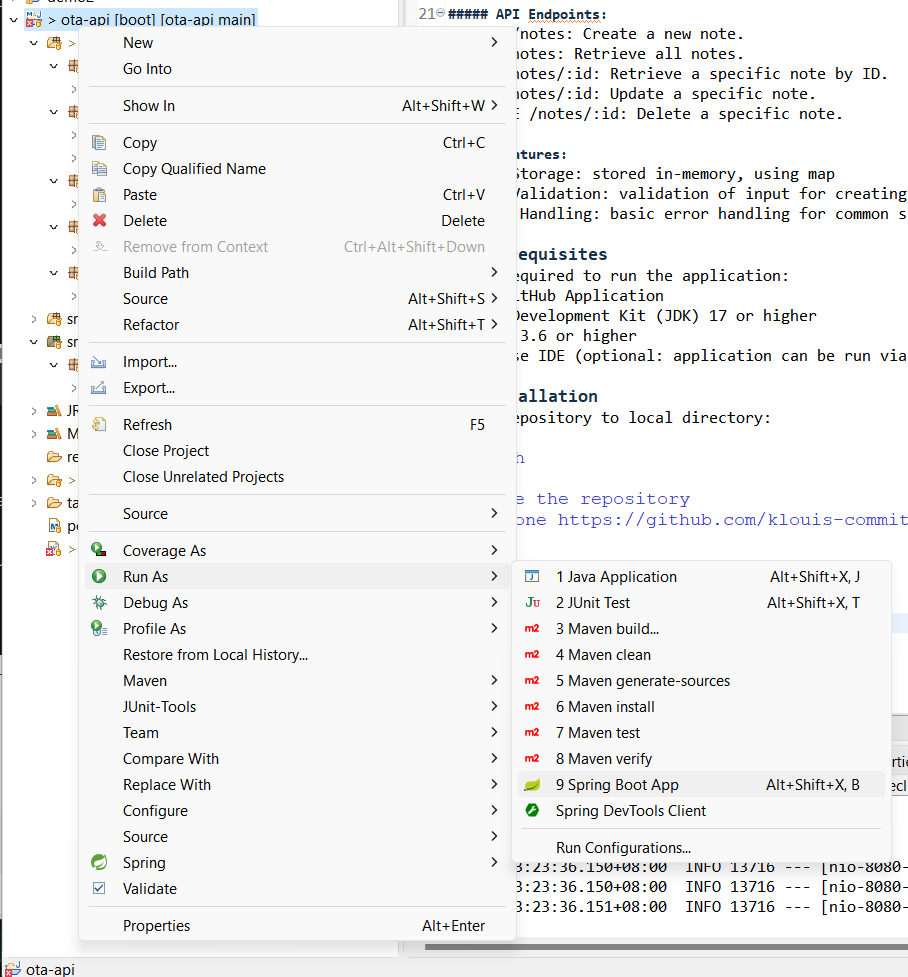 demo2
> ota-api [boot] [ota-api main]
New
Go Into
Show In Alt+Shift+W
Copy Ctrl+C
Copy Qualified Name
Paste Ctrl+V
Delete Delete
Remove from Context Ctrl+Alt+Shift+Down
Build Path
Source Alt+Shift+S
Refactor Alt+Shift+T
Import...
Export...
Refresh F5
Close Project
Close Unrelated Projects
Source
Coverage As
Run As
Debug As
Profile As
Restore from Local History...
Maven
JUnit-Tools
Team
Compare With
Replace With
Configure
Source
Spring
Validate
Properties Alt+Enter
1 Java Application Alt+Shift+X, J
2 JUnit Test Alt+Shift+X, T
3 Maven build...
4 Maven clean
5 Maven generate-sources
6 Maven install
7 Maven test
8 Maven verify
9 Spring Boot App Alt+Shift+X, B
Spring DevTools Client
Run Configurations...
21 ##### API Endpoints:
/notes: Create a new note.
notes: Retrieve all notes.
notes/:id: Retrieve a specific note by ID.
notes/:id: Update a specific note.
E /notes/:id: Delete a specific note.
tures:
Storage: stored in-memory, using map
Validation: validation of input for creating
Handling: basic error handling for common s
equisites
equired to run the application:
itHub Application
Development Kit (JDK) 17 or higher
3.6 or higher
se IDE (optional: application can be run via
allation
epository to local directory:
h
e the repository
one https://github.com/klouis-commit
3:23:36.150+08:00 INFO 13716 --- [nio-8080-
3:23:36.150+08:00 INFO 13716 --- [nio-8080-
3:23:36.151+08:00 INFO 13716 --- [nio-8080-
sr
sr
JR
M
re
>
ta
po
>
ota-api